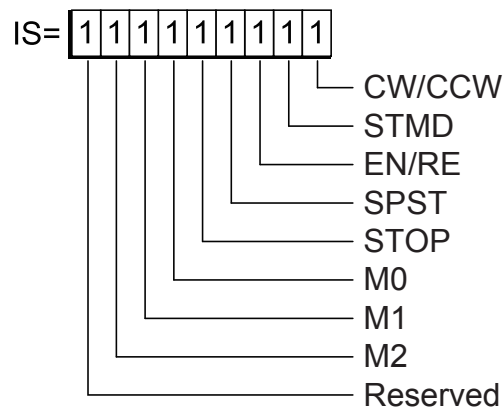 IS= 1 1 1 1 1 1 1 1 1
CW/CCW
STMD
EN/RE
SPST
STOP
M0
M1
M2
Reserved